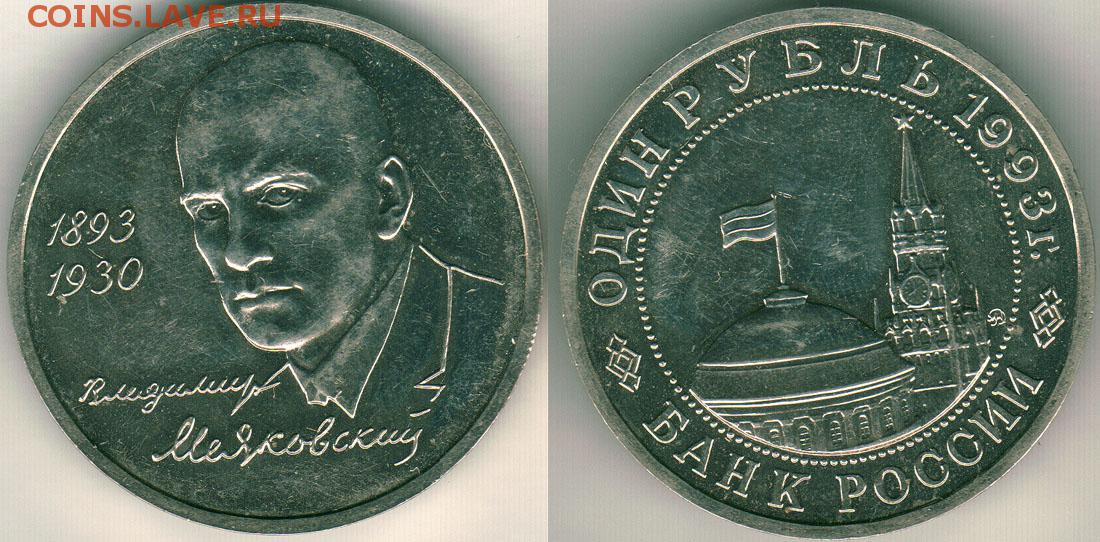 COINS.LAVE.RU
1893
1930
Владимир
Маяковский
ОДИН РУБЛЬ 1993г.
БАНК РОССИИ